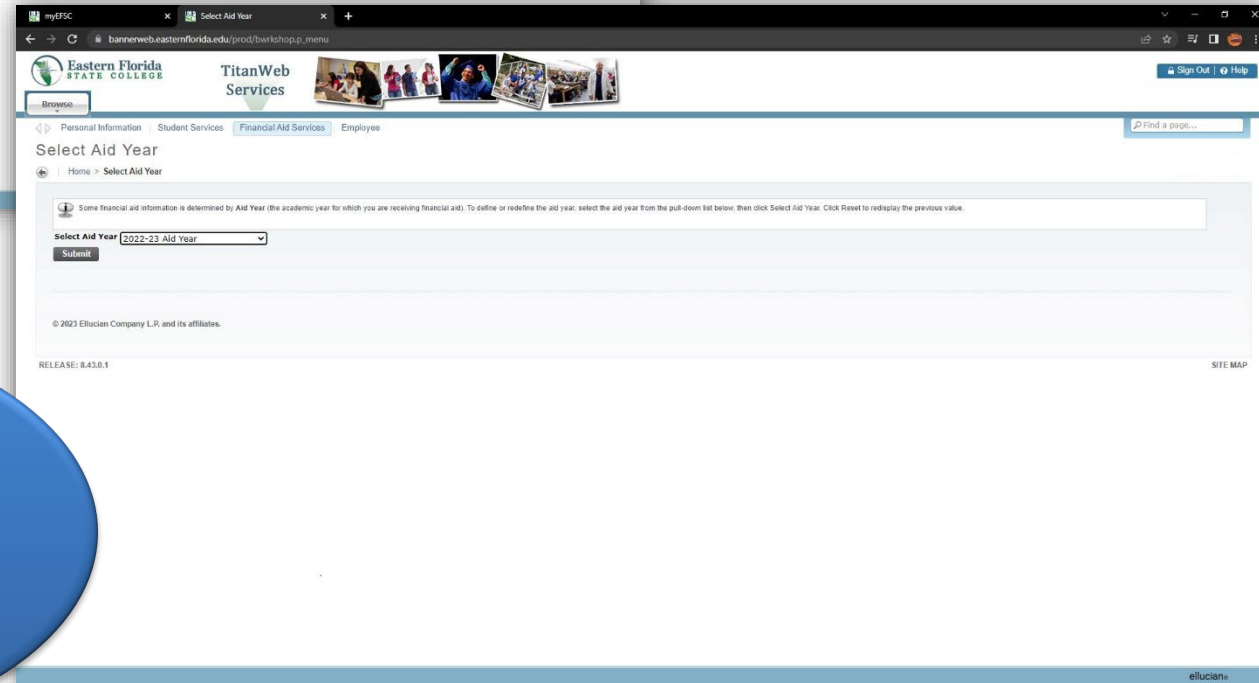 myEFSC
Select Aid Year
bannerweb.easternflorida.edu/prod/bwrkshop.p_menu
Eastern Florida
STATE COLLEGE
TitanWeb
Services
Sign Out | Help
Browse
Personal Information Student Services Financial Aid Services Employee
Find a page...
Select Aid Year
Home > Select Aid Year
Some financial aid information is determined by Aid Year (the academic year for which you are receiving financial aid). To define or redefine the aid year, select the aid year from the pull-down list below, then click Select Aid Year. Click Reset to redisplay the previous value.
Select Aid Year 2022-23 Aid Year
Submit
© 2023 Ellucian Company L.P. and its affiliates.
RELEASE: 8.43.0.1
SITE MAP
ellucian